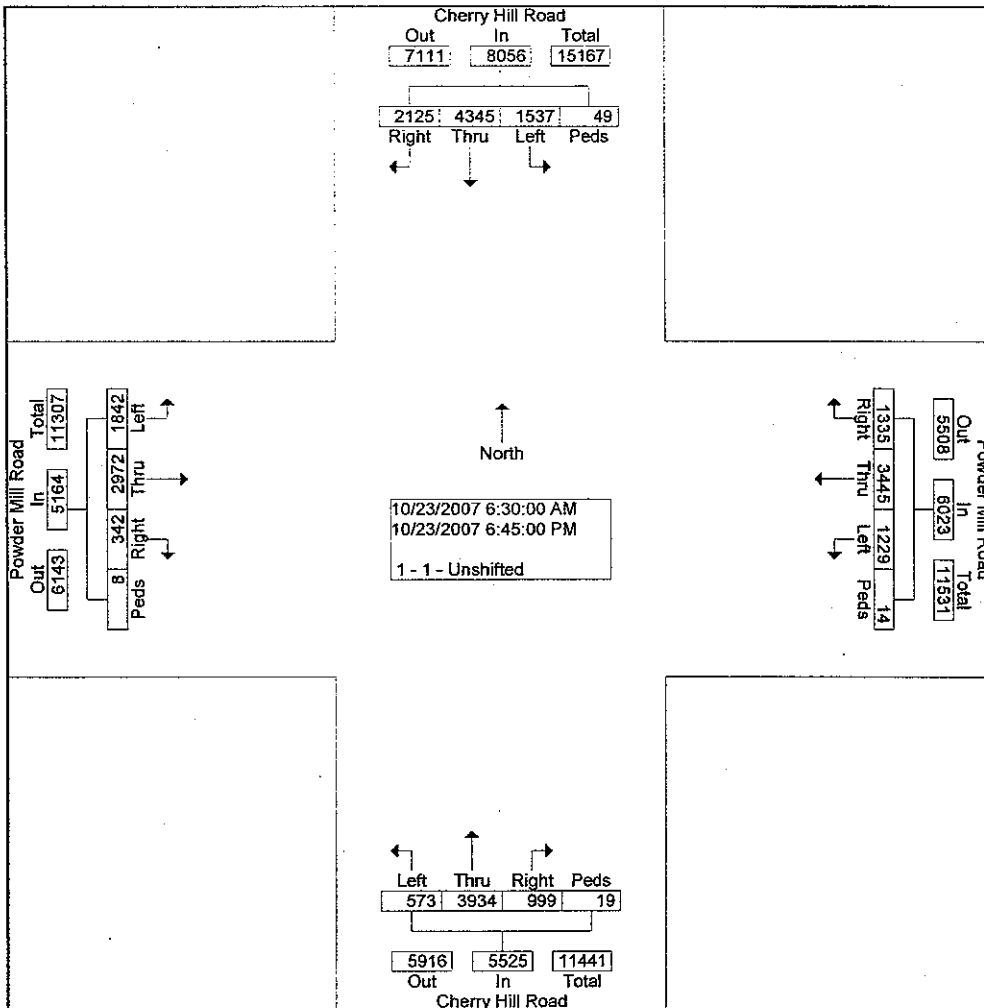 Cherry Hill Road
Out In Total
7111 8056 15167
2125 4345 1537 49
Right Thru Left Peds
Powder Mill Road
Total In Out
11307 5164 6143
1842 2972 342 8
Left Thru Right Peds
North
10/23/2007 6:30:00 AM
10/23/2007 6:45:00 PM
1 - 1 - Unshifted
Right Thru Left Peds
1335 3445 1229 14
Out In Total
5508 6023 11531
Powder Mill Road
Left Thru Right Peds
573 3934 999 19
5916 5525 11441
Out In Total
Cherry Hill Road